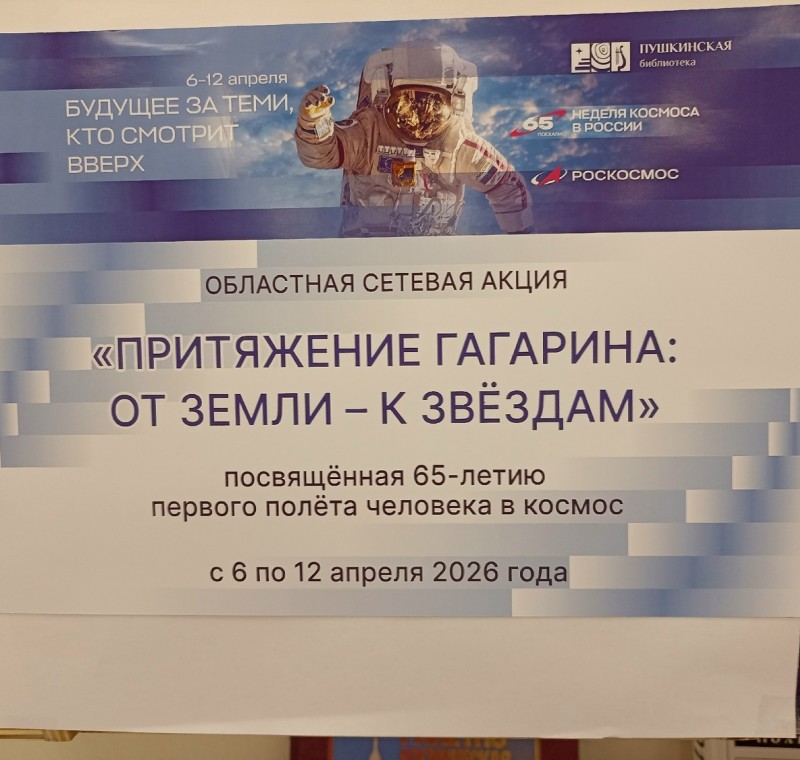 6-12 апреля
БУДУЩЕЕ ЗА ТЕМИ,
КТО СМОТРИТ
ВВЕРХ
ПУШКИНСКАЯ
библиотека
65
ПОЕХАЛИ!
НЕДЕЛЯ КОСМОСА
В РОССИИ
РОСКОСМОС
ОБЛАСТНАЯ СЕТЕВАЯ АКЦИЯ
«ПРИТЯЖЕНИЕ ГАГАРИНА:
ОТ ЗЕМЛИ – К ЗВЁЗДАМ»
посвящённая 65-летию
первого полёта человека в космос
с 6 по 12 апреля 2026 года